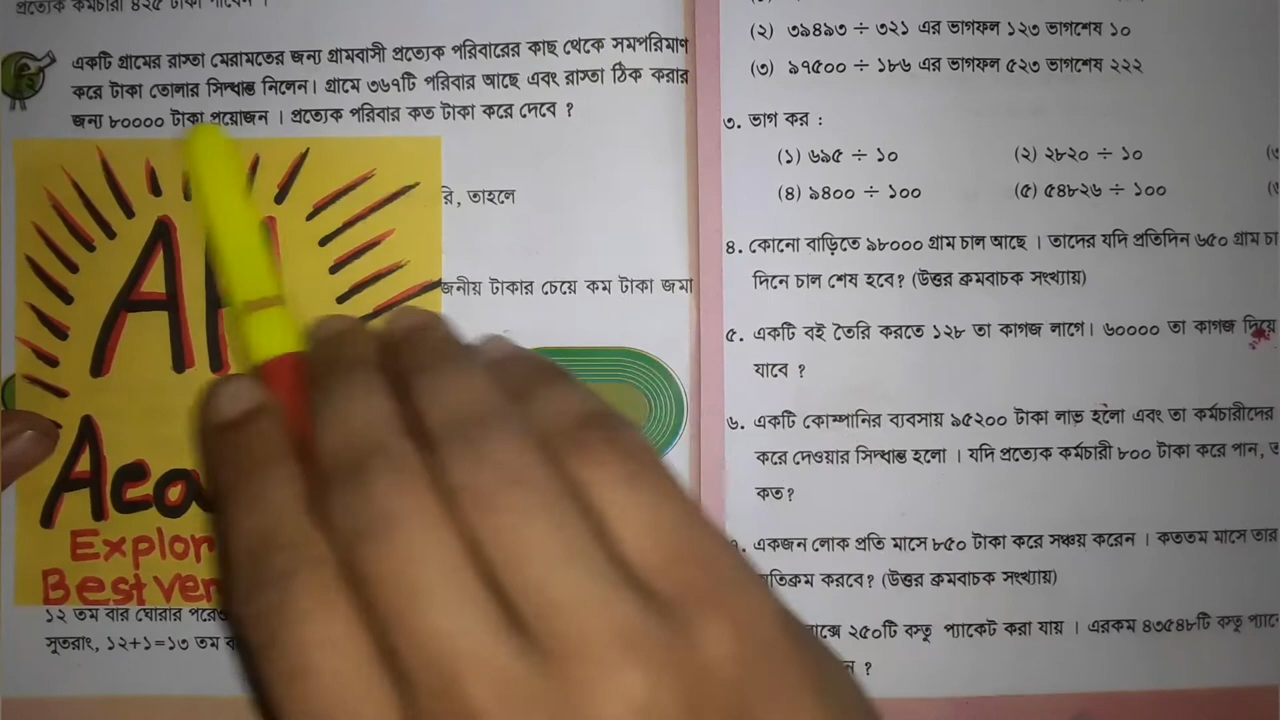 প্রত্যেক কর্মচারী ৪২৫ টাকা পাবেন ।
একটি গ্রামের রাস্তা মেরামতের জন্য গ্রামবাসী প্রত্যেক পরিবারের কাছ থেকে সমপরিমাণ
করে টাকা তোলার সিদ্ধান্ত নিলেন। গ্রামে ৩৬৭টি পরিবার আছে এবং রাস্তা ঠিক করার
জন্য ৮০০০০ টাকা প্রয়োজন । প্রত্যেক পরিবার কত টাকা করে দেবে ?
রি, তাহলে
জনীয় টাকার চেয়ে কম টাকা জমা
Explor
Best ver
১২ তম বার ঘোরার পরেও
সুতরাং, ১২+১=১৩ তম
(২) ৩৯৪৯৩ ÷ ৩২১ এর ভাগফল ১২৩ ভাগশেষ ১০
(৩) ৯৭৫০০ ÷ ১৮৬ এর ভাগফল ৫২৩ ভাগশেষ ২২২
৩. ভাগ কর :
(১) ৬৯৫ ÷ ১০ (২) ২৮২০ ÷ ১০
(৪) ৯৪০০ ÷ ১০০ (৫) ৫৪৮২৬ ÷ ১০০
৪. কোনো বাড়িতে ৯৮০০০ গ্রাম চাল আছে । তাদের যদি প্রতিদিন ৬৫০ গ্রাম চা
দিনে চাল শেষ হবে? (উত্তর ক্রমবাচক সংখ্যায়)
৫. একটি বই তৈরি করতে ১২৮ তা কাগজ লাগে। ৬০০০০ তা কাগজ দিয়ে
যাবে ?
৬. একটি কোম্পানির ব্যবসায় ৯৫২০০ টাকা লাভ হলো এবং তা কর্মচারীদের
করে দেওয়ার সিদ্ধান্ত হলো । যদি প্রত্যেক কর্মচারী ৮০০ টাকা করে পান, ত
কত?
একজন লোক প্রতি মাসে ৮৫০ টাকা করে সঞ্চয় করেন । কততম মাসে তার
তিক্রম করবে? (উত্তর ক্রমবাচক সংখ্যায়)
২৫০টি বস্তু প্যাকেট করা যায় । এরকম ৪৩৫৪৮টি বস্তু প্যাকে